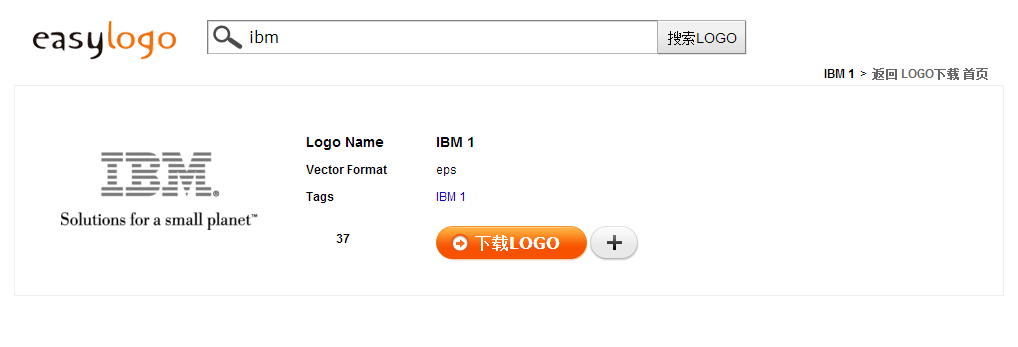 easylogo
ibm
搜索LOGO
IBM 1 > 返回 LOGO下载 首页
IBM®
Solutions for a small planet™
Logo Name IBM 1
Vector Format eps
Tags IBM 1
37 下载LOGO +